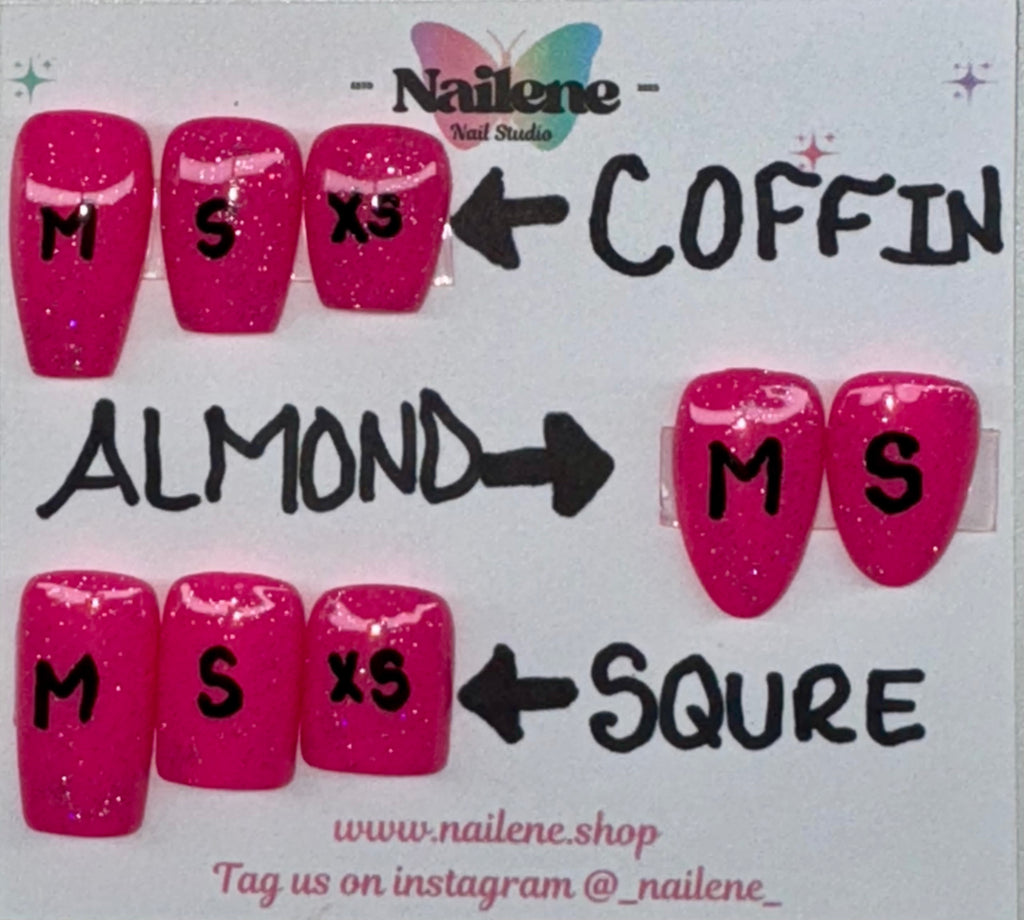 Nailene
Nail Studio
M S XS COFFIN
ALMOND M S
M S XS SQURE
www.nailene.shop
Tag us on instagram @_nailene_